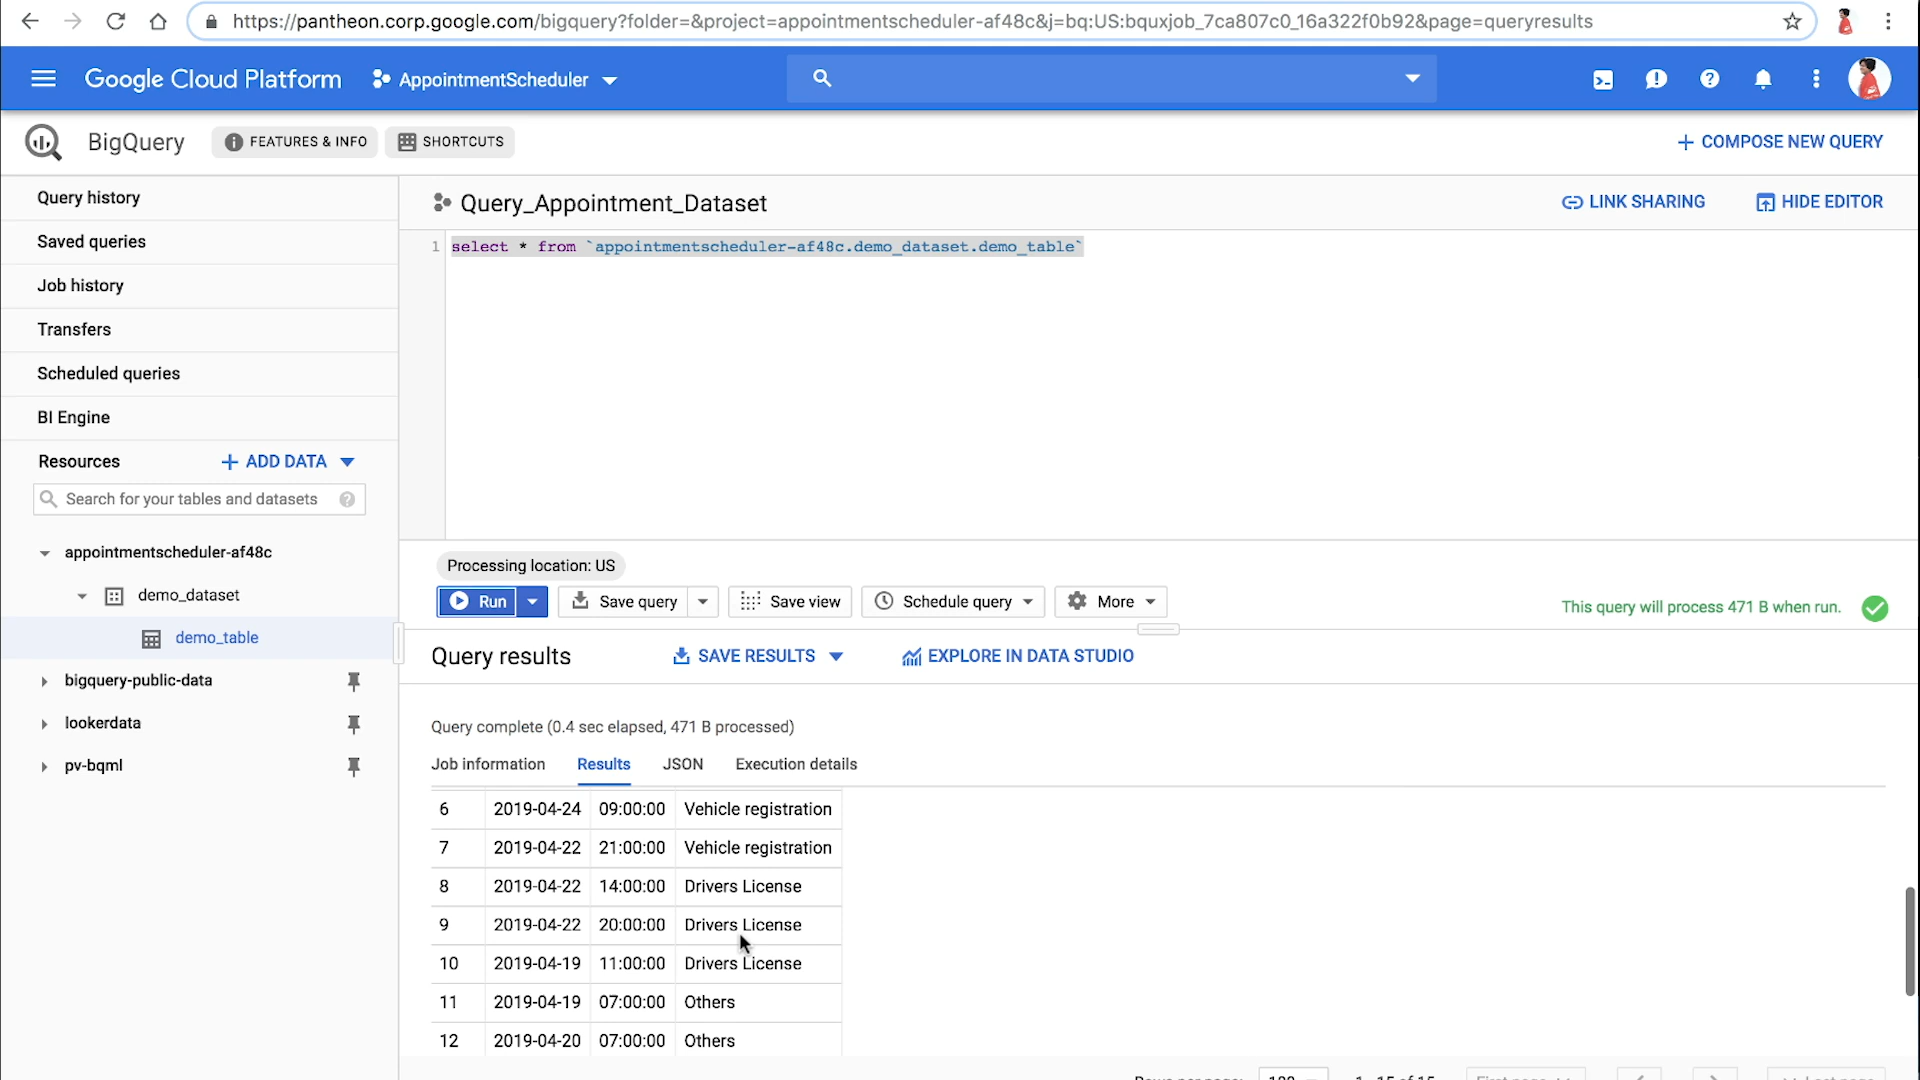 https://pantheon.corp.google.com/bigquery?folder=&project=appointmentscheduler-af48c&j=bq:US:bquxjob_7ca807c0_16a322f0b92&page=queryresults
Google Cloud Platform AppointmentScheduler
BigQuery FEATURES & INFO SHORTCUTS COMPOSE NEW QUERY
Query history
Saved queries
Job history
Transfers
Scheduled queries
BI Engine
Resources ADD DATA
Search for your tables and datasets
appointmentscheduler-af48c
demo_dataset
demo_table
bigquery-public-data
lookerdata
pv-bqml
Query_Appointment_Dataset LINK SHARING HIDE EDITOR
1 select * from `appointmentscheduler-af48c.demo_dataset.demo_table`
Processing location: US
Run Save query Save view Schedule query More This query will process 471 B when run.
Query results SAVE RESULTS EXPLORE IN DATA STUDIO
Query complete (0.4 sec elapsed, 471 B processed)
Job information Results JSON Execution details
6 2019-04-24 09:00:00 Vehicle registration
7 2019-04-22 21:00:00 Vehicle registration
8 2019-04-22 14:00:00 Drivers License
9 2019-04-22 20:00:00 Drivers License
10 2019-04-19 11:00:00 Drivers License
11 2019-04-19 07:00:00 Others
12 2019-04-20 07:00:00 Others